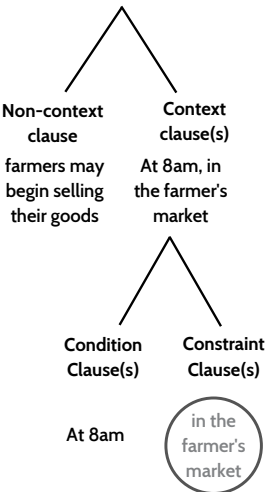 Non-context
clause
Context
clause(s)
farmers may
begin selling
their goods
At 8am, in
the farmer's
market
Condition
Clause(s)
Constraint
Clause(s)
At 8am
in the
farmer's
market